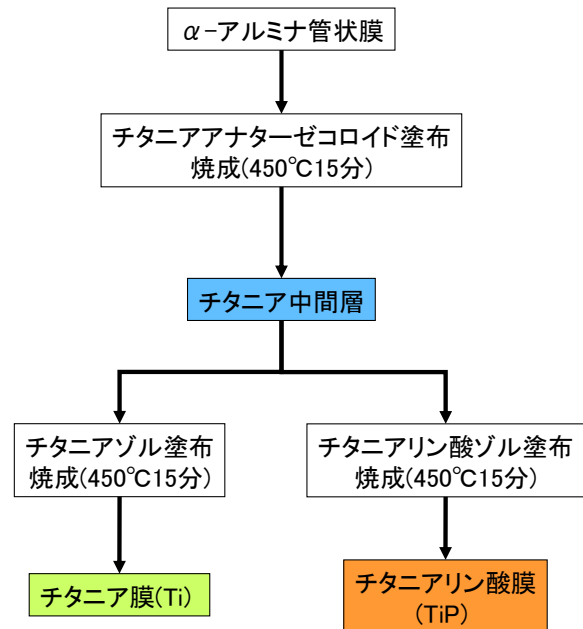 α-アルミナ管状膜
チタニアアナターゼコロイド塗布
焼成(450℃15分)
チタニア中間層
チタニアゾル塗布
焼成(450℃15分)
チタニアリン酸ゾル塗布
焼成(450℃15分)
チタニア膜(Ti)
チタニアリン酸膜
(TiP)